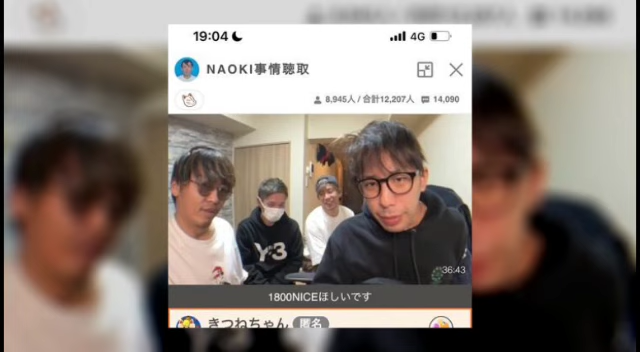 19:04
4G
NAOKI事情聴取
8,945人 / 合計12,207人 14,090
Y-3
36:43
1800NICEほしいです
きつねちゃん 匿名